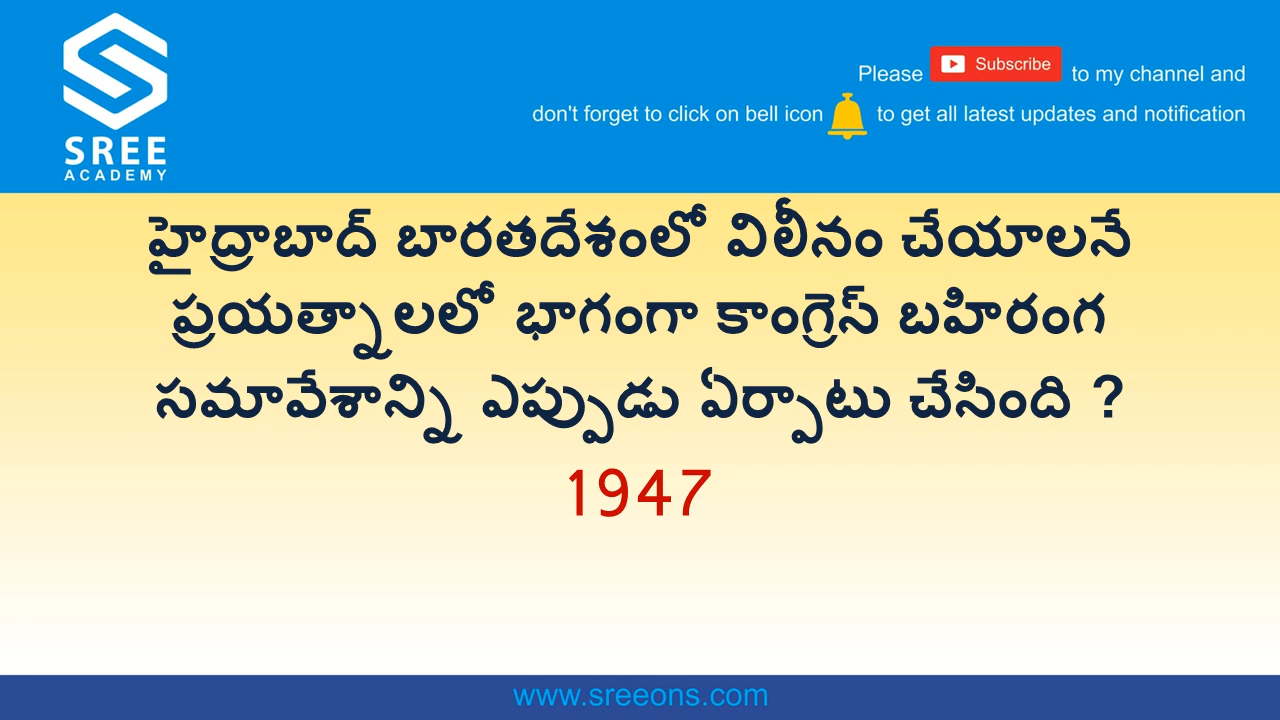 SREE
ACADEMY
Please Subscribe to my channel and
don't forget to click on bell icon to get all latest updates and notification
హైద్రాబాద్ బారతదేశంలో విలీనం చేయాలనే
ప్రయత్నాలలో భాగంగా కాంగ్రెస్ బహిరంగ
సమావేశాన్ని ఎప్పుడు ఏర్పాటు చేసింది ?
1947
www.sreeons.com